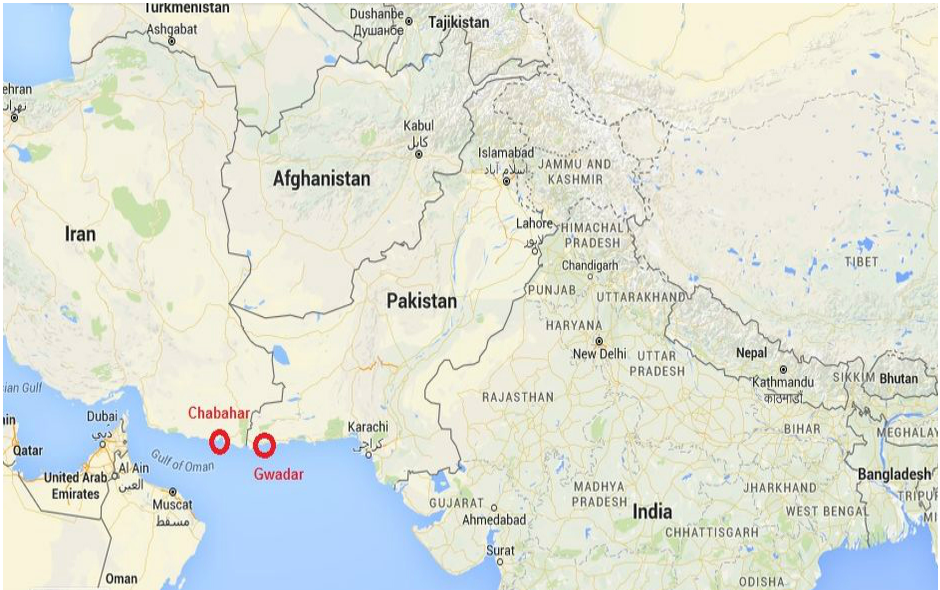 Turkmenistan
Ashqabat
Dushanbe
Душанбе
Tajikistan
ehran
تهران
Kabul
کابل
Islamabad
اسلام آباد
JAMMU AND
KASHMIR
Afghanistan
Iran
Lahore
لاہور
HIMACHAL
PRADESH
Chandigarh
TIBET
Pakistan
PUNJAB
UTTARAKHAND
HARYANA
New Delhi
UTTAR
PRADESH
Nepal
Kathmandu
काठमाडौं
SIKKIM
Bhutan
ian Gulf
RAJASTHAN
Chabahar
Dubai
دبي
Karachi
کراچی
BIHAR
MEGHALAY
Qatar
Gulf of Oman
Gwadar
United Arab
Emirates
Al Ain
العين
Bangladesh
Muscat
مسقط
GUJARAT
Ahmedabad
MADHYA
PRADESH
JHARKHAND
India
WEST BENGAL
TRIPU
MI
CHHATTISGARH
Surat
Oman
ODISHA